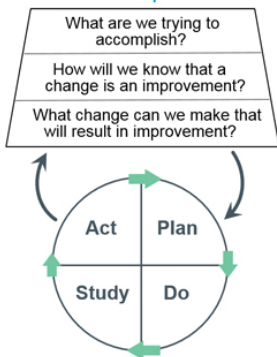 What are we trying to
accomplish?
How will we know that a
change is an improvement?
What change can we make that
will result in improvement?
Act
Plan
Study
Do